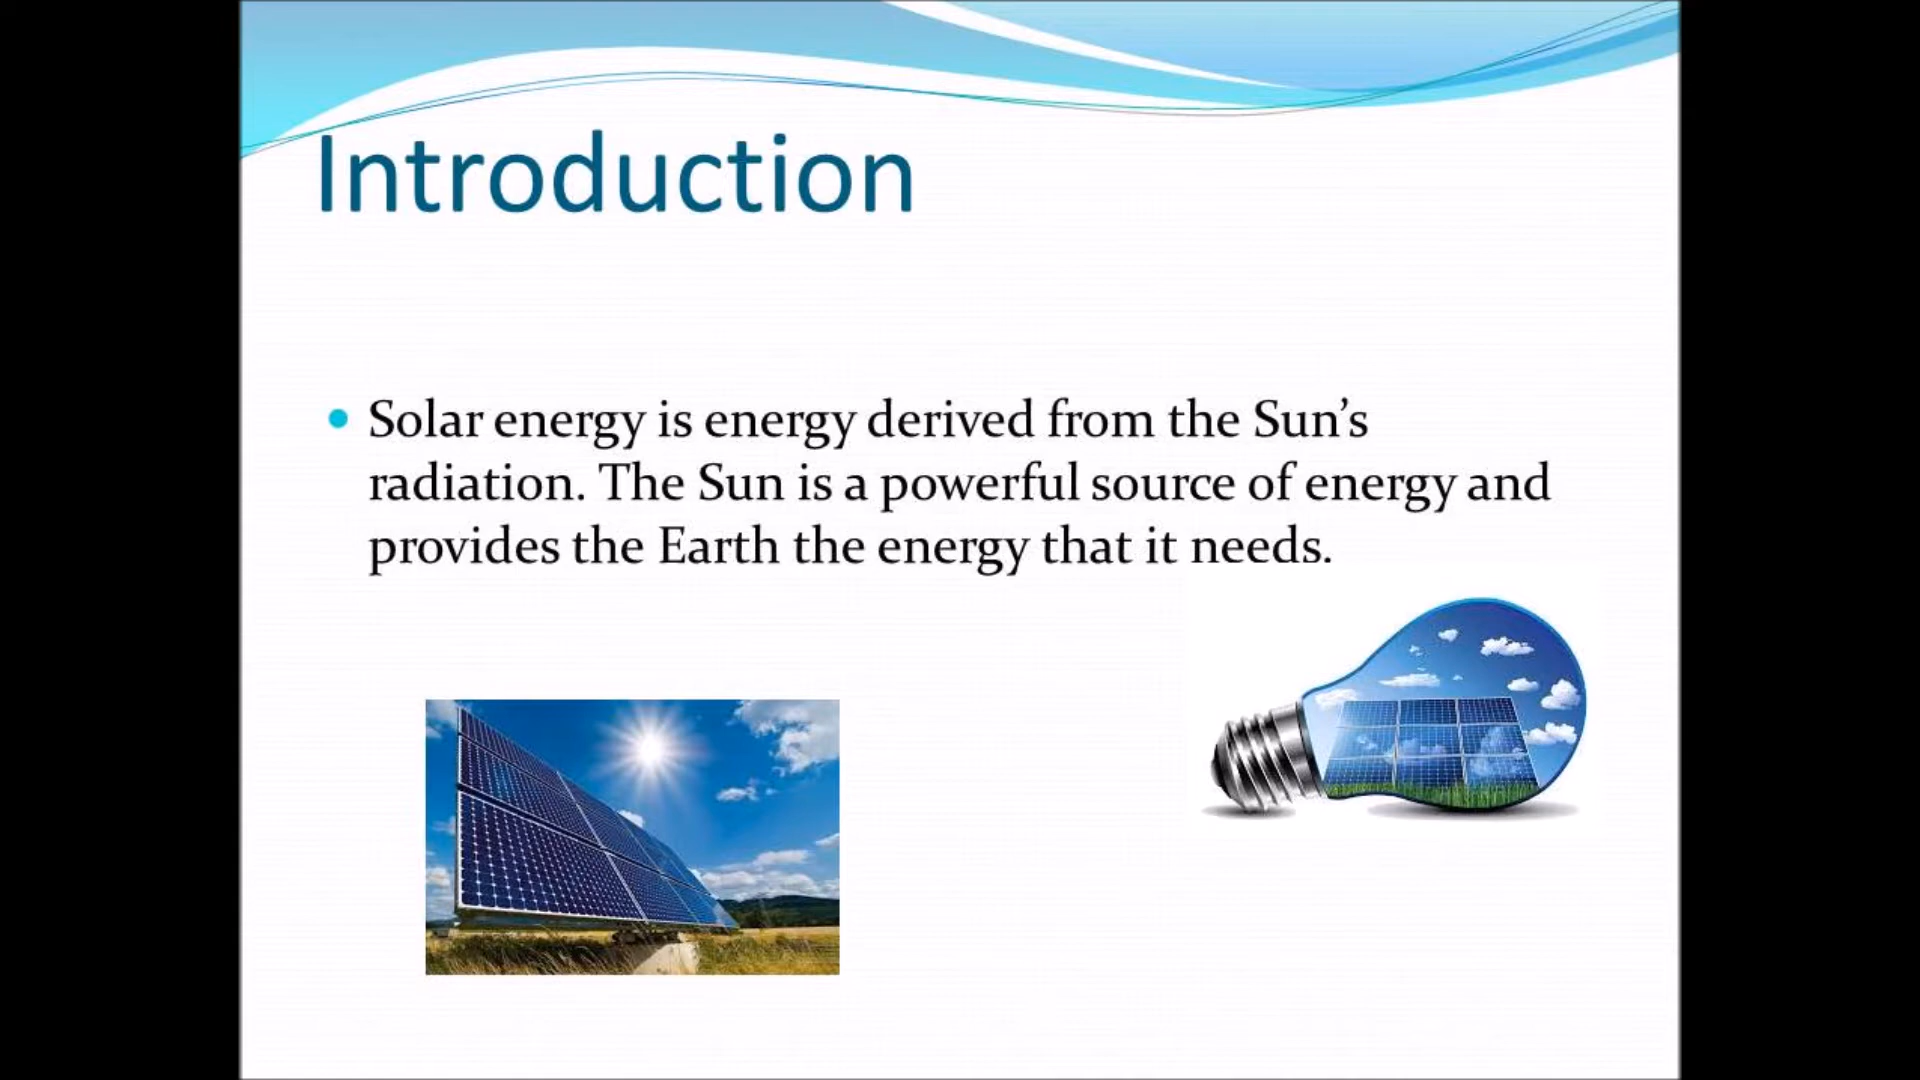 Introduction
• Solar energy is energy derived from the Sun’s
radiation. The Sun is a powerful source of energy and
provides the Earth the energy that it needs.